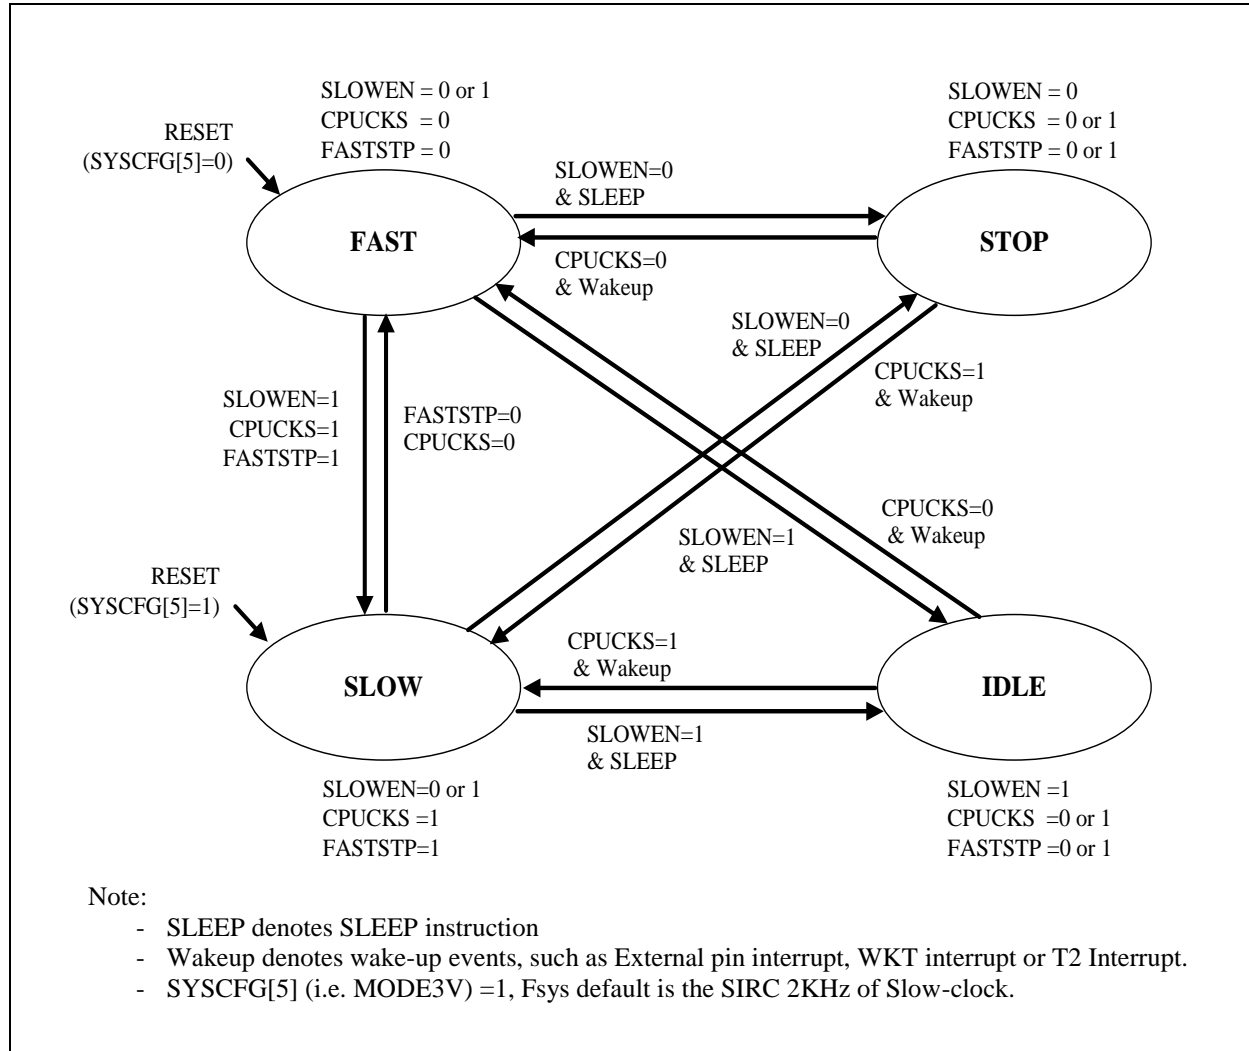 SLOWEN = 0 or 1
CPUCKS = 0
FASTSTP = 0
SLOWEN = 0
CPUCKS = 0 or 1
FASTSTP = 0 or 1
RESET
(SYSCFG[5]=0)
SLOWEN=0
& SLEEP
FAST
STOP
CPUCKS=0
& Wakeup
SLOWEN=0
& SLEEP
CPUCKS=1
& Wakeup
SLOWEN=1
CPUCKS=1
FASTSTP=1
FASTSTP=0
CPUCKS=0
CPUCKS=0
& Wakeup
SLOWEN=1
& SLEEP
RESET
(SYSCFG[5]=1)
CPUCKS=1
& Wakeup
SLOW
IDLE
SLOWEN=1
& SLEEP
SLOWEN=0 or 1
CPUCKS =1
FASTSTP=1
SLOWEN =1
CPUCKS =0 or 1
FASTSTP =0 or 1
Note:
- SLEEP denotes SLEEP instruction
- Wakeup denotes wake-up events, such as External pin interrupt, WKT interrupt or T2 Interrupt.
- SYSCFG[5] (i.e. MODE3V) =1, Fsys default is the SIRC 2KHz of Slow-clock.